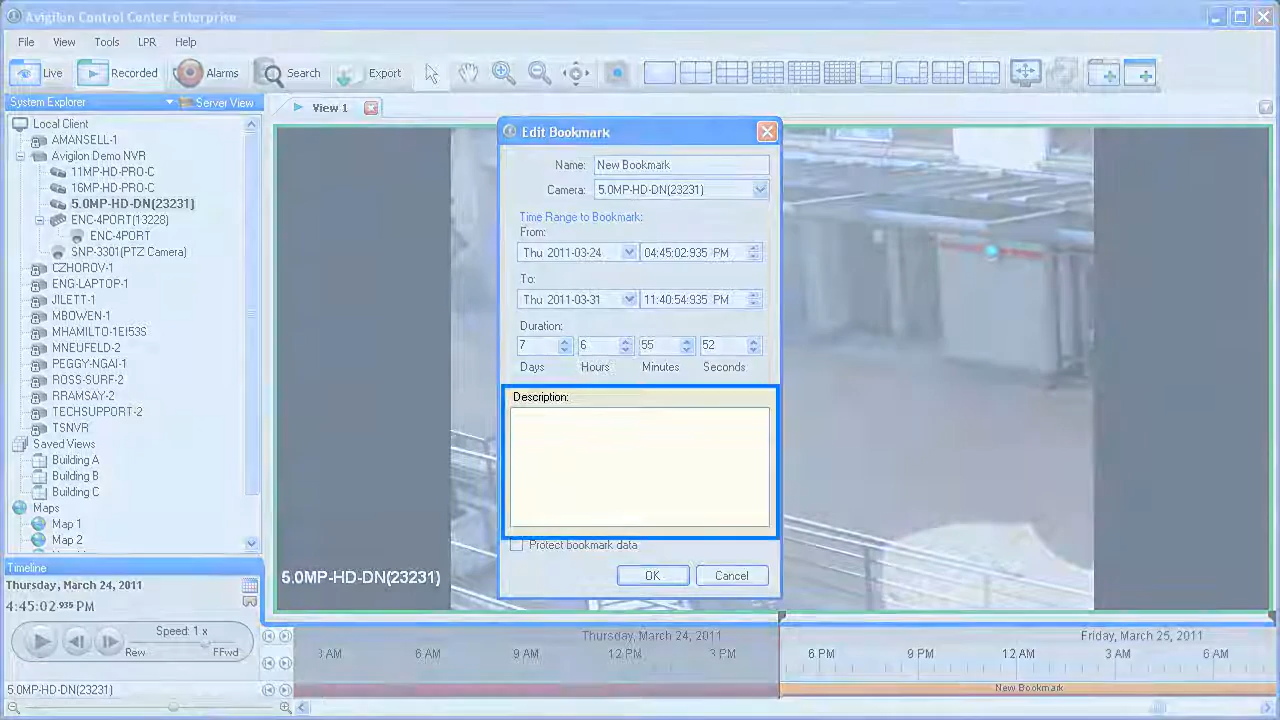 Avigilon Control Center Enterprise
File View Tools LPR Help
Live Recorded Alarms Search Export
System Explorer Server View
View 1
Local Client
AANSELL-1
Avigilon Demo NVR
11MP-HD-PRO-C
16MP-HD-PRO-C
5.0MP-HD-DN(23231)
ENC-4PORT(13228)
ENC-4PORT
SNP-3301(PTZ Camera)
CZHOROV-1
ENG-LAPTOP-1
JLETT-1
MBOWEN-1
MHAMILTO-1EI53S
MNEUFELD-2
PEGGY-NGAI-1
ROSS-SURF-2
RRAMSAY-2
TECHSUPPORT-2
TSNVR
Saved Views
Building A
Building B
Building C
Maps
Map 1
Map 2
Edit Bookmark
Name: New Bookmark
Camera: 5.0MP-HD-DN(23231)
Time Range to Bookmark:
From:
Thu 2011-03-24 04:45:02:935 PM
To:
Thu 2011-03-31 11:40:54:935 PM
Duration:
7 6 55 52
Days Hours Minutes Seconds
Description:
Protect bookmark data
OK Cancel
5.0MP-HD-DN(23231)
Timeline
Thursday, March 24, 2011
4:45:02.935 PM
Speed: 1 x
Rew FFwd
5.0MP-HD-DN(23231)
Thursday, March 24, 2011 Friday, March 25, 2011
3 AM 6 AM 9 AM 12 PM 3 PM 6 PM 9 PM 12 AM 3 AM 6 AM
New Bookmark